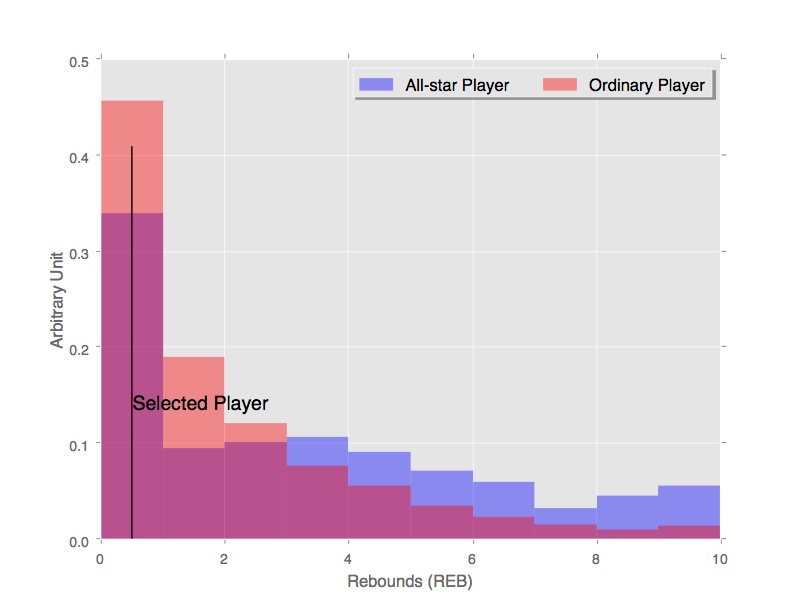 0.5
All-star Player Ordinary Player
0.4
0.3
Arbitrary Unit
0.2
Selected Player
0.1
0.0
0 2 4 6 8 10
Rebounds (REB)